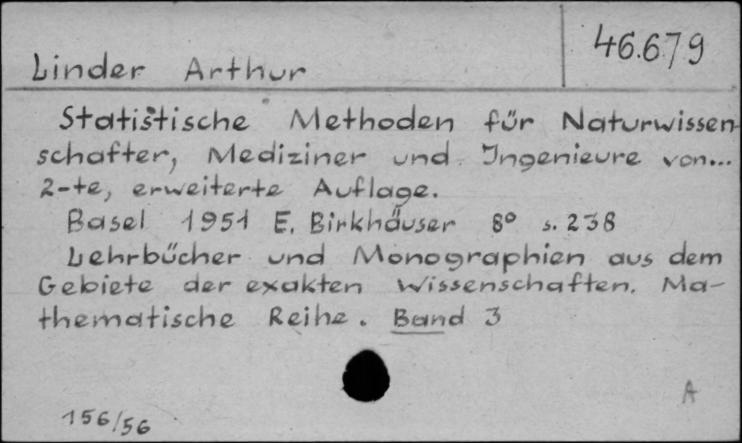 46.679
Linder Arthur
Statistische Methoden für Naturwissen-
schafter, Mediziner und Ingenieure von...
2-te, erweiterte Auflage.
Basel 1951 E. Birkhäuser 8° s. 238
Lehrbücher und Monographien aus dem
Gebiete der exakten Wissenschaften. Ma-
thematische Reihe. Band 3
A
156/56